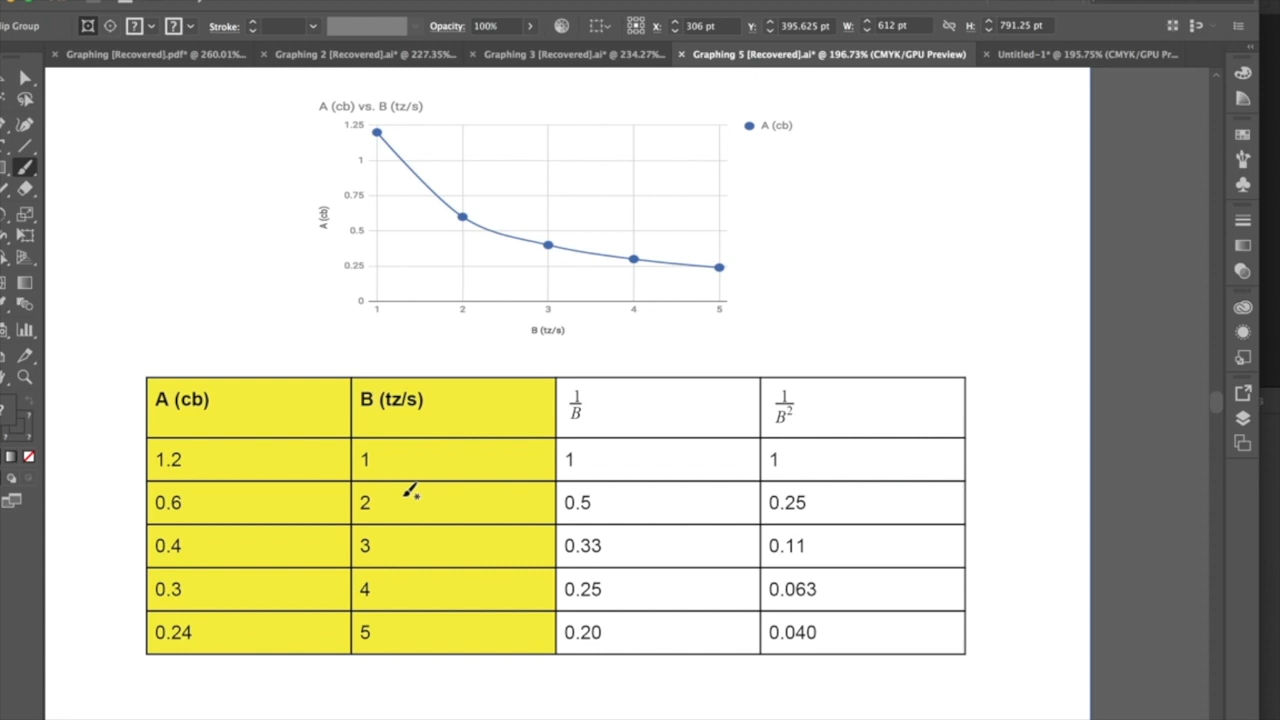 lip Group
Stroke:
Opacity: 100%
X: 306 pt
Y: 395.625 pt
W: 612 pt
H: 791.25 pt
× Graphing [Recovered].pdf* @ 260.01%...
× Graphing 2 [Recovered].ai* @ 227.35%...
× Graphing 3 [Recovered].ai* @ 234.27%...
× Graphing 5 [Recovered].ai* @ 196.73% (CMYK/GPU Preview)
× Untitled-1* @ 195.75% (CMYK/GPU Pr...
A (cb) vs. B (tz/s)
A (cb)
1.25
1
0.75
0.5
0.25
0
A (cb)
1 2 3 4 5
B (tz/s)
A (cb) B (tz/s) 1/B 1/B²
1.2 1 1 1
0.6 2 0.5 0.25
0.4 3 0.33 0.11
0.3 4 0.25 0.063
0.24 5 0.20 0.040